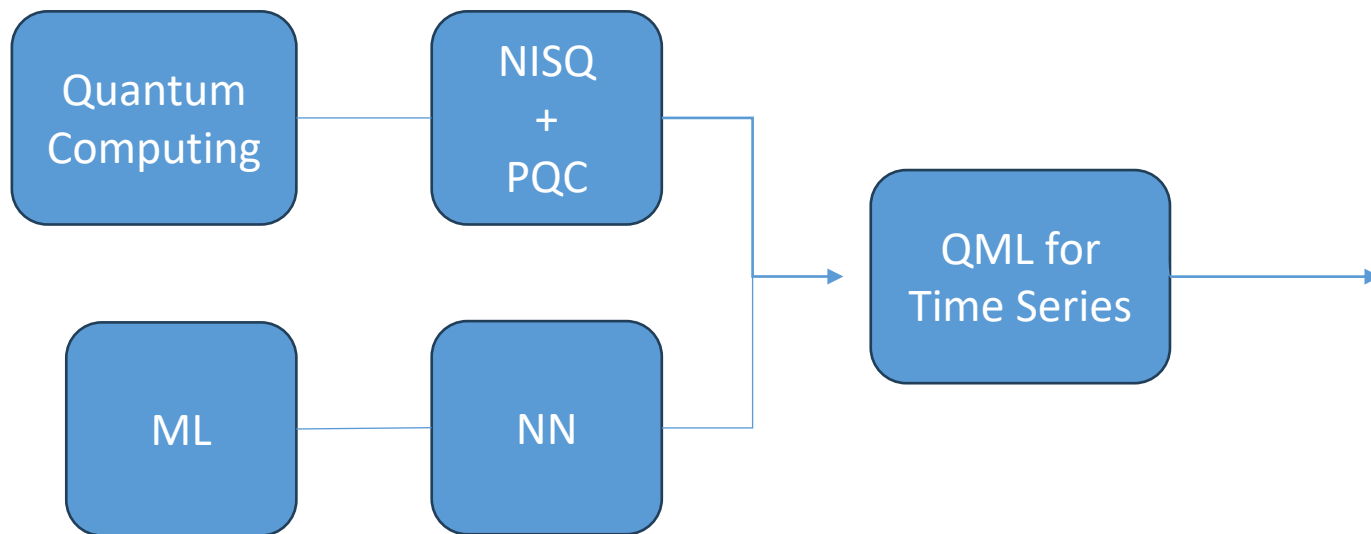 Quantum
Computing
NISQ
+
PQC
ML
NN
QML for
Time Series